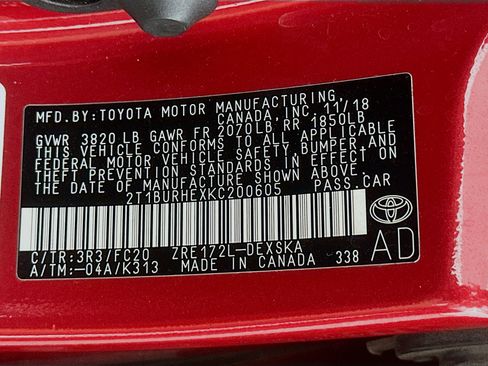 MFD.BY:TOYOTA MOTOR MANUFACTURING
CANADA,INC. 11/18
GVWR 3820 LB GAWR FR 2070LB RR 1850LB
THIS VEHICLE CONFORMS TO ALL APPLICABLE
FEDERAL MOTOR VEHICLE SAFETY, BUMPER, AND
THEFT PREVENTION STANDARDS IN EFFECT ON
THE DATE OF MANUFACTURE SHOWN ABOVE.
2T1BURHEXKC200605 PASS.CAR
C/TR:3R3/FC20 ZRE172L-DEXSKA
A/TM:-04A/K313 MADE IN CANADA 338
AD